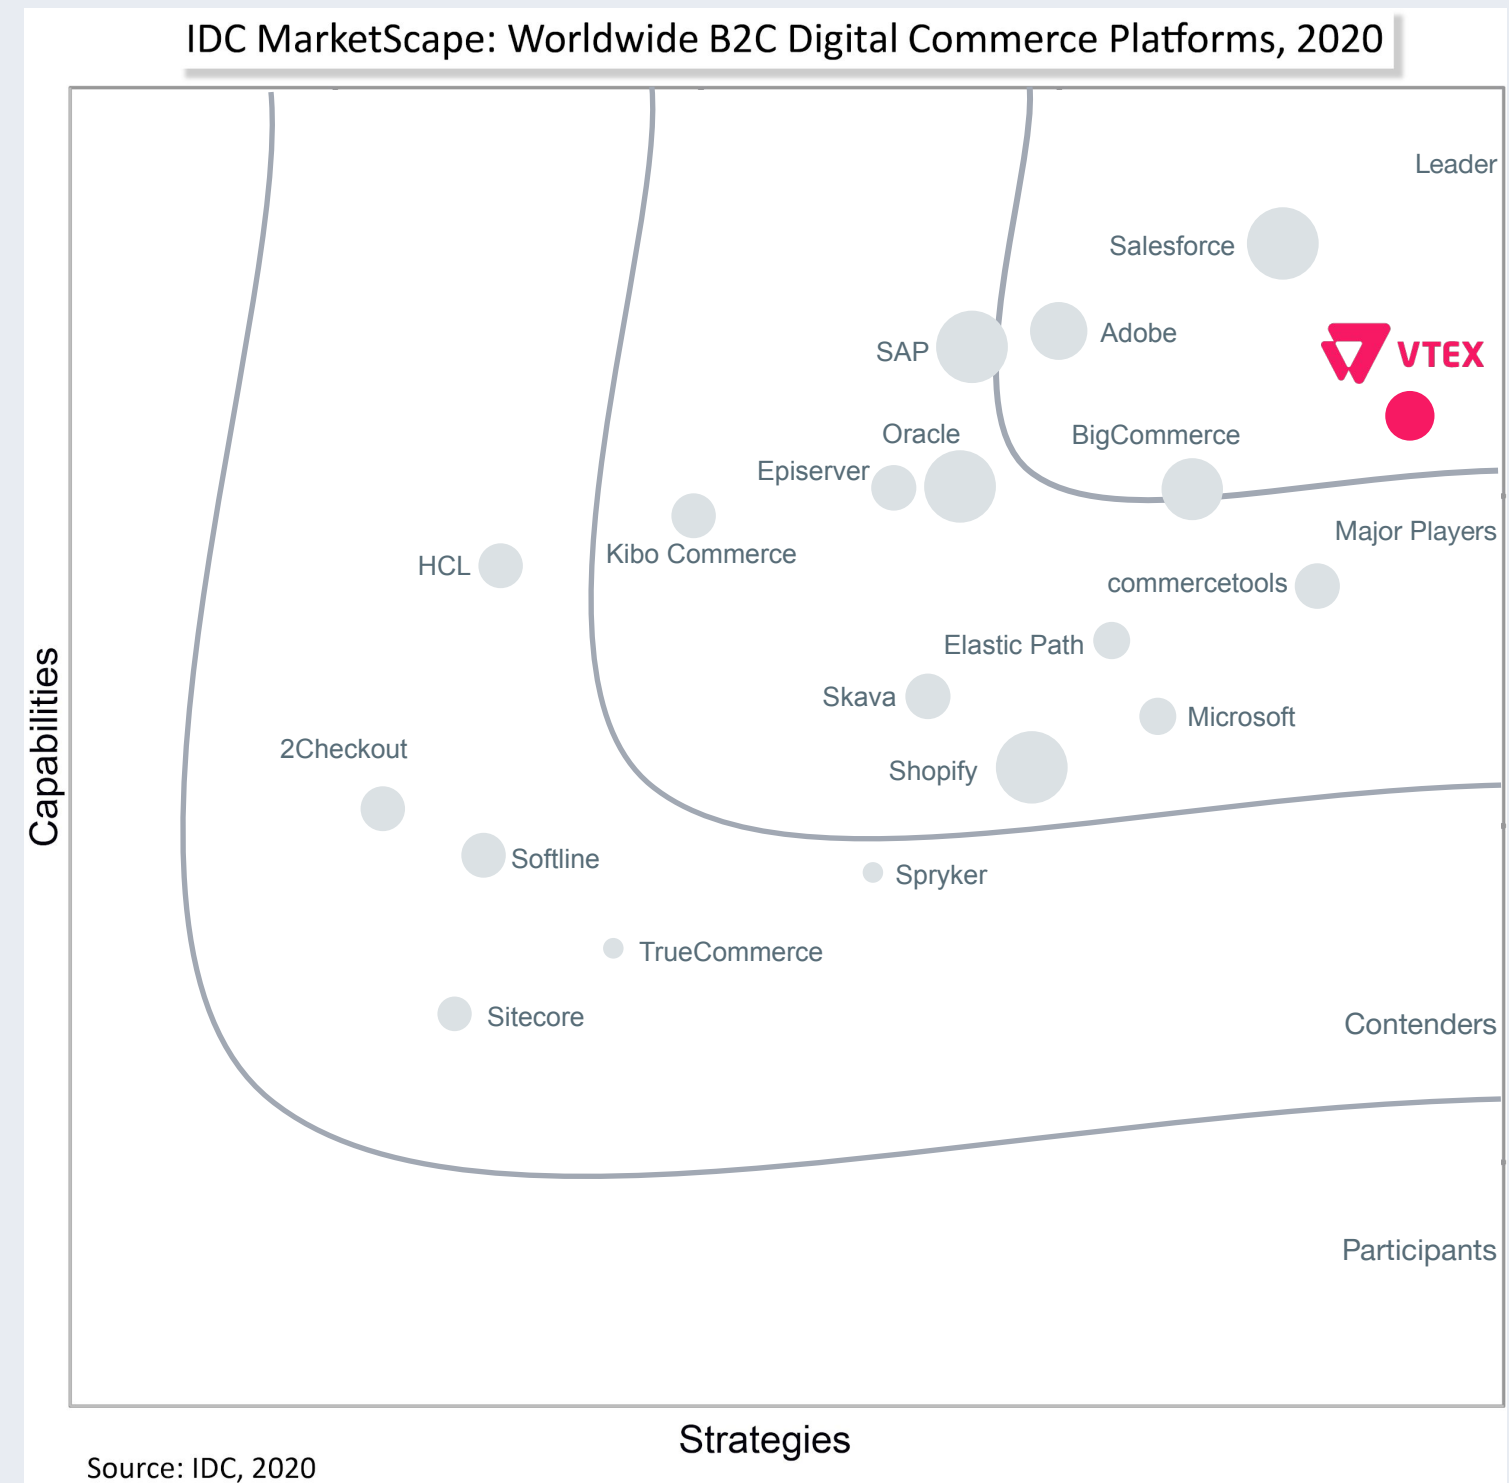 IDC MarketScape: Worldwide B2C Digital Commerce Platforms, 2020
Leader
Salesforce
Adobe
SAP
VTEX
Oracle
BigCommerce
Episerver
Major Players
Kibo Commerce
HCL
commercetools
Elastic Path
Skava
Microsoft
2Checkout
Shopify
Softline
Spryker
TrueCommerce
Sitecore
Contenders
Participants
Capabilities
Strategies
Source: IDC, 2020